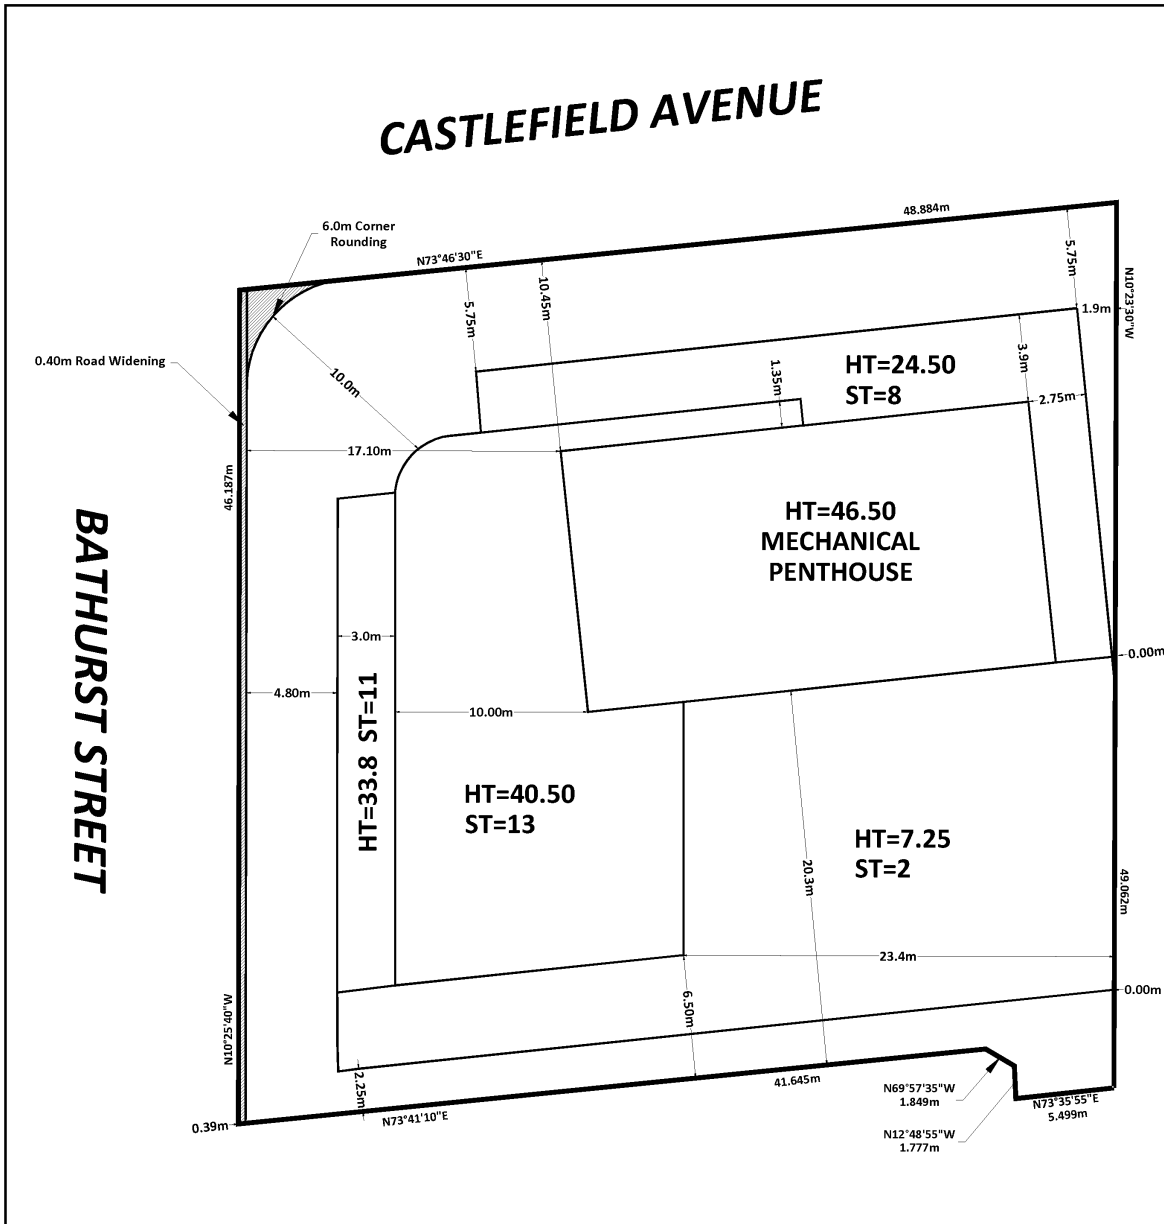 CASTLEFIELD AVENUE
48.884m
6.0m Corner
Rounding
N73°46'30"E
5.75m
N10°23'30"W
10.45m
5.75m
1.9m
0.40m Road Widening
10.0m
1.35m
HT=24.50
ST=8
3.9m
2.75m
17.10m
46.187m
BATHURST STREET
HT=46.50
MECHANICAL
PENTHOUSE
3.0m
0.00m
4.80m
HT=33.8 ST=11
10.00m
HT=40.50
ST=13
HT=7.25
ST=2
20.3m
49.062m
23.4m
0.00m
6.50m
N10°25'40"W
2.25m
41.645m
N69°57'35"W
1.849m
N73°35'55"E
5.499m
0.39m
N73°41'10"E
N12°48'55"W
1.777m